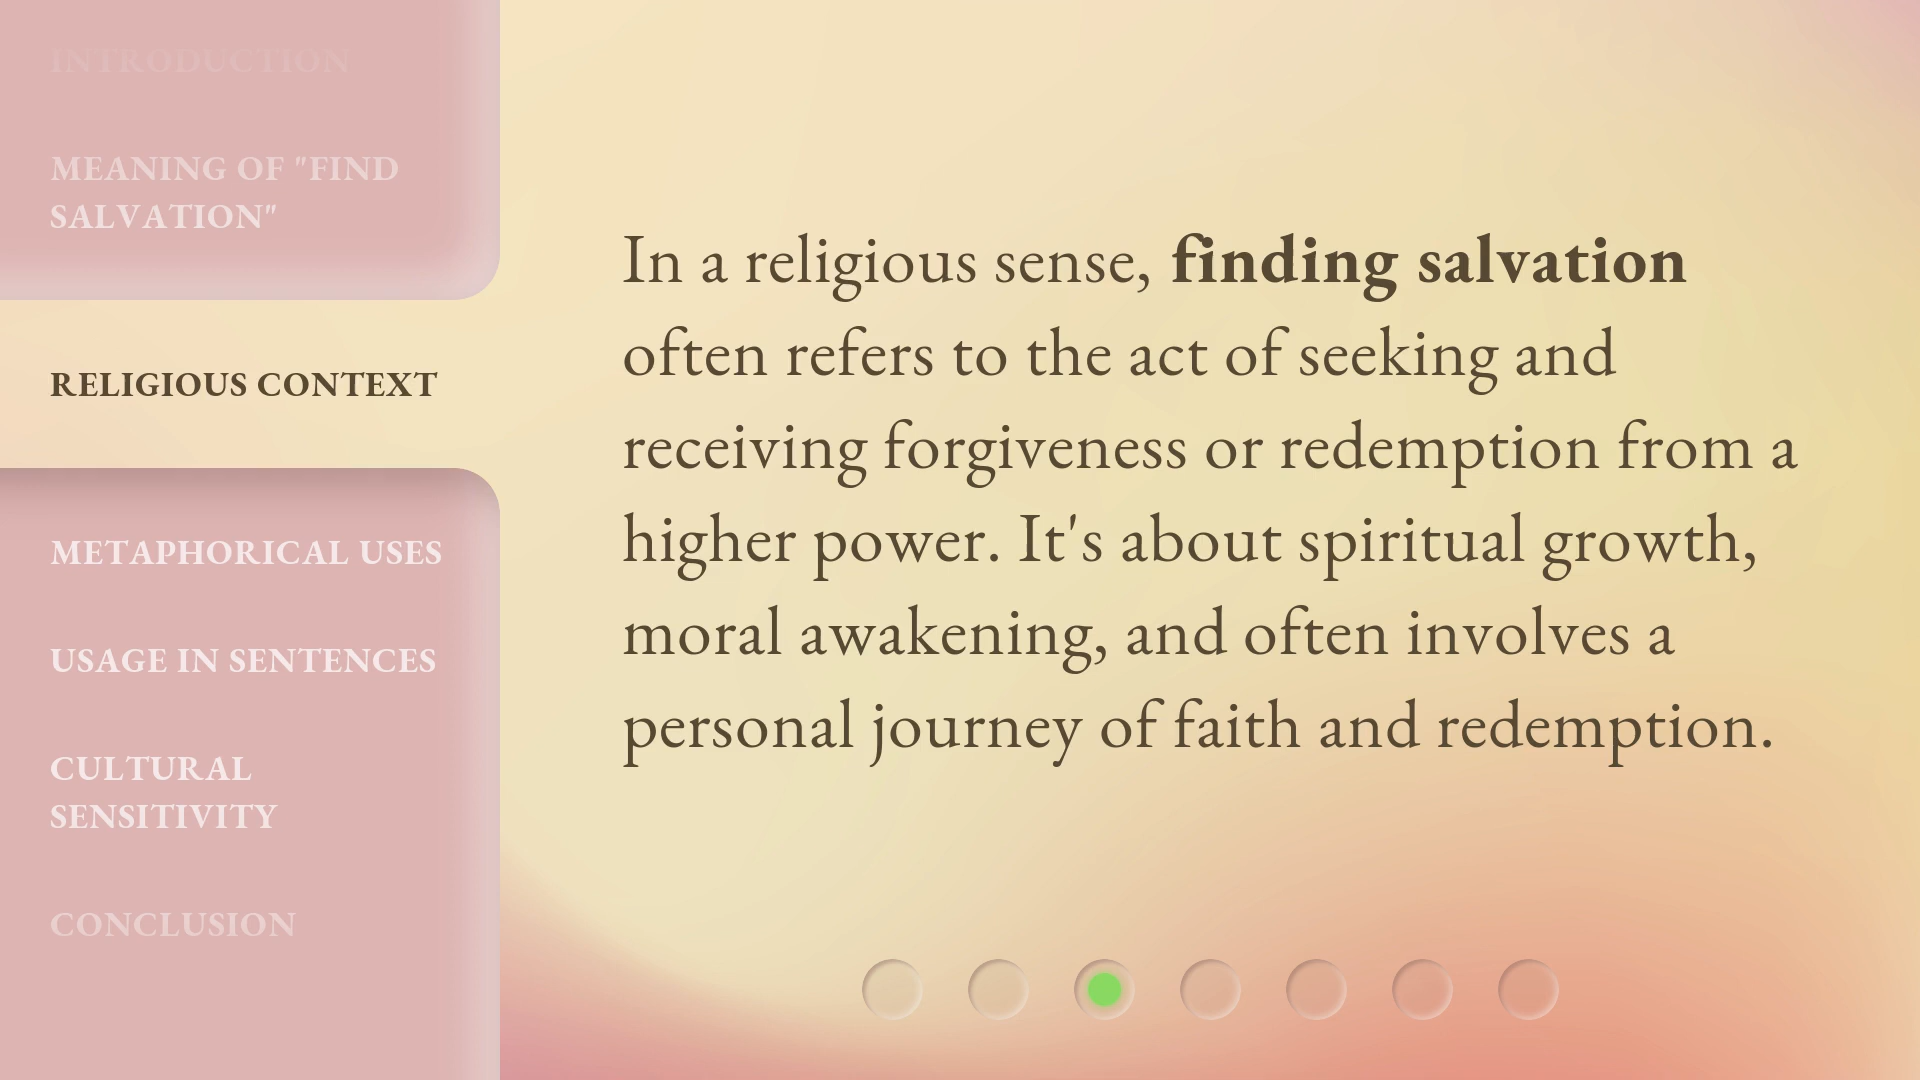 INTRODUCTION
MEANING OF "FIND
SALVATION"
RELIGIOUS CONTEXT
METAPHORICAL USES
USAGE IN SENTENCES
CULTURAL
SENSITIVITY
CONCLUSION
In a religious sense, finding salvation
often refers to the act of seeking and
receiving forgiveness or redemption from a
higher power. It's about spiritual growth,
moral awakening, and often involves a
personal journey of faith and redemption.